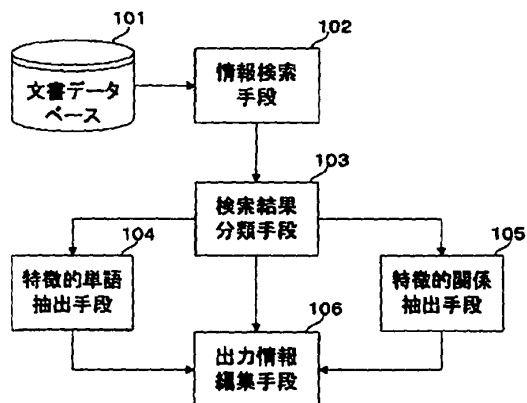 101
文書データ
ベース
102
情報検索
手段
103
検索結果
分類手段
104
特徴的単語
抽出手段
105
特徴的関係
抽出手段
106
出力情報
編集手段